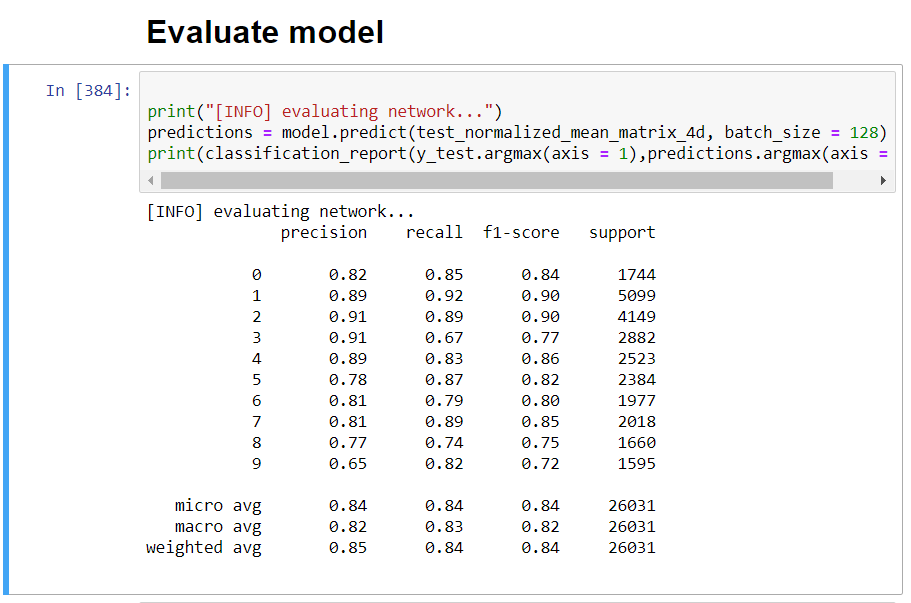 Evaluate model
In [384]:
print("[INFO] evaluating network...")
predictions = model.predict(test_normalized_mean_matrix_4d, batch_size = 128)
print(classification_report(y_test.argmax(axis = 1),predictions.argmax(axis =
[INFO] evaluating network...
precision recall f1-score support
0 0.82 0.85 0.84 1744
1 0.89 0.92 0.90 5099
2 0.91 0.89 0.90 4149
3 0.91 0.67 0.77 2882
4 0.89 0.83 0.86 2523
5 0.78 0.87 0.82 2384
6 0.81 0.79 0.80 1977
7 0.81 0.89 0.85 2018
8 0.77 0.74 0.75 1660
9 0.65 0.82 0.72 1595
micro avg 0.84 0.84 0.84 26031
macro avg 0.82 0.83 0.82 26031
weighted avg 0.85 0.84 0.84 26031